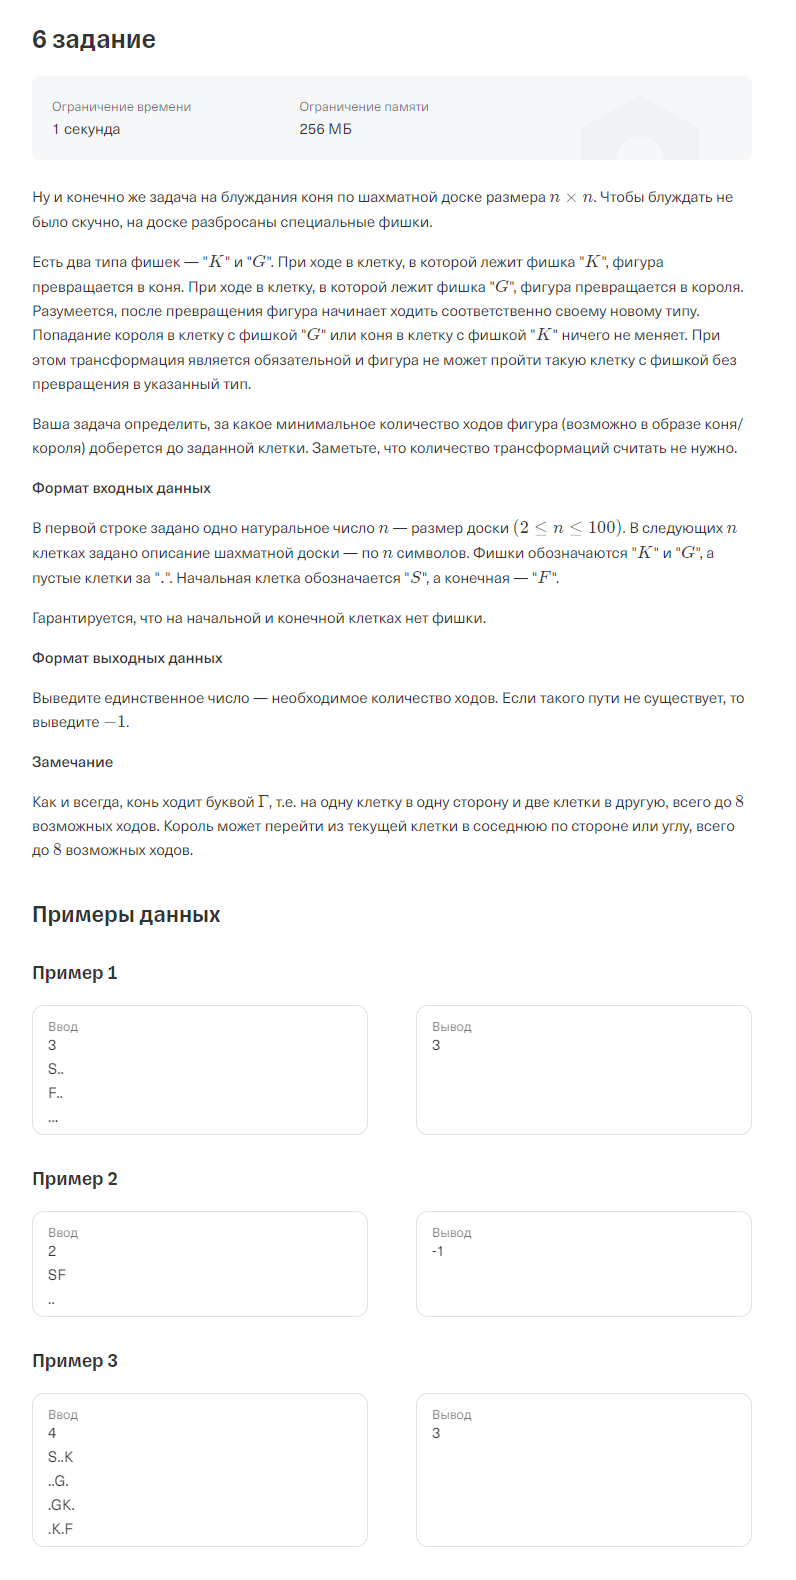 6 задание
Ограничение времени
1 секунда
Ограничение памяти
256 МБ
Ну и конечно же задача на блуждания коня по шахматной доске размера n × n. Чтобы блуждать не
было скучно, на доске разбросаны специальные фишки.
Есть два типа фишек — "K" и "G". При ходе в клетку, в которой лежит фишка "K", фигура
превращается в коня. При ходе в клетку, в которой лежит фишка "G", фигура превращается в короля.
Разумеется, после превращения фигура начинает ходить соответственно своему новому типу.
Попадание короля в клетку с фишкой "G" или коня в клетку с фишкой "K" ничего не меняет. При
этом трансформация является обязательной и фигура не может пройти такую клетку с фишкой без
превращения в указанный тип.
Ваша задача определить, за какое минимальное количество ходов фигура (возможно в образе коня/
короля) доберется до заданной клетки. Заметьте, что количество трансформаций считать не нужно.
Формат входных данных
В первой строке задано одно натуральное число n — размер доски (2 ≤ n ≤ 100). В следующих n
клетках задано описание шахматной доски — по n символов. Фишки обозначаются "K" и "G", а
пустые клетки за ".". Начальная клетка обозначается "S", а конечная — "F".
Гарантируется, что на начальной и конечной клетках нет фишки.
Формат выходных данных
Выведите единственное число — необходимое количество ходов. Если такого пути не существует, то
выведите −1.
Замечание
Как и всегда, конь ходит буквой Г, т.е. на одну клетку в одну сторону и две клетки в другую, всего до 8
возможных ходов. Король может перейти из текущей клетки в соседнюю по стороне или углу, всего
до 8 возможных ходов.
Примеры данных
Пример 1
Ввод
3
S..
F..
...
Вывод
3
Пример 2
Ввод
2
SF
..
Вывод
-1
Пример 3
Ввод
4
S..K
..G.
.GK.
.K.F
Вывод
3